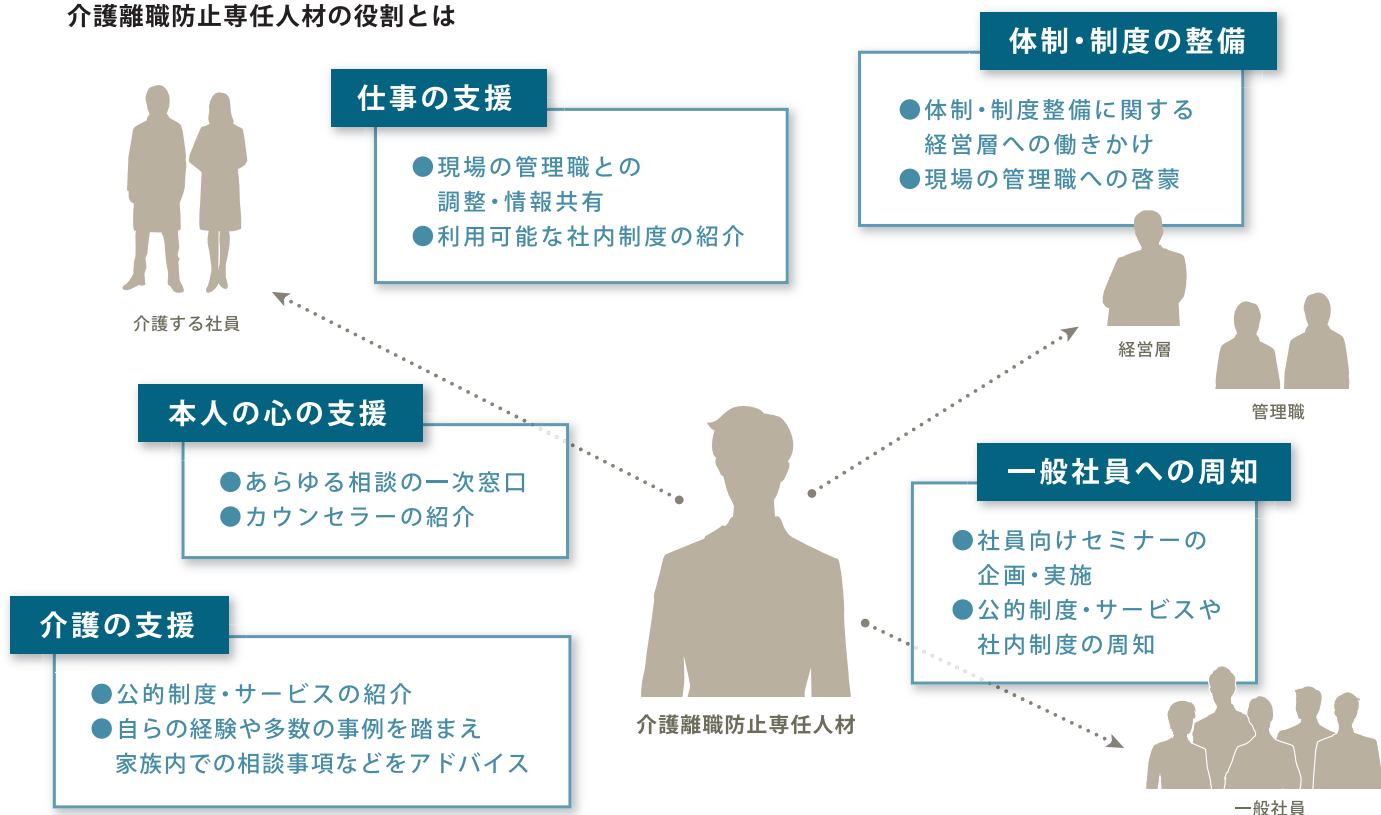 介護離職防止専任人材の役割とは
仕事の支援
●現場の管理職との
調整・情報共有
●利用可能な社内制度の紹介
体制・制度の整備
●体制・制度整備に関する
経営層への働きかけ
●現場の管理職への啓蒙
介護する社員
経営層
管理職
本人の心の支援
●あらゆる相談の一次窓口
●カウンセラーの紹介
一般社員への周知
●社員向けセミナーの
企画・実施
●公的制度・サービスや
社内制度の周知
介護の支援
●公的制度・サービスの紹介
●自らの経験や多数の事例を踏まえ
家族内での相談事項などをアドバイス
介護離職防止専任人材
一般社員